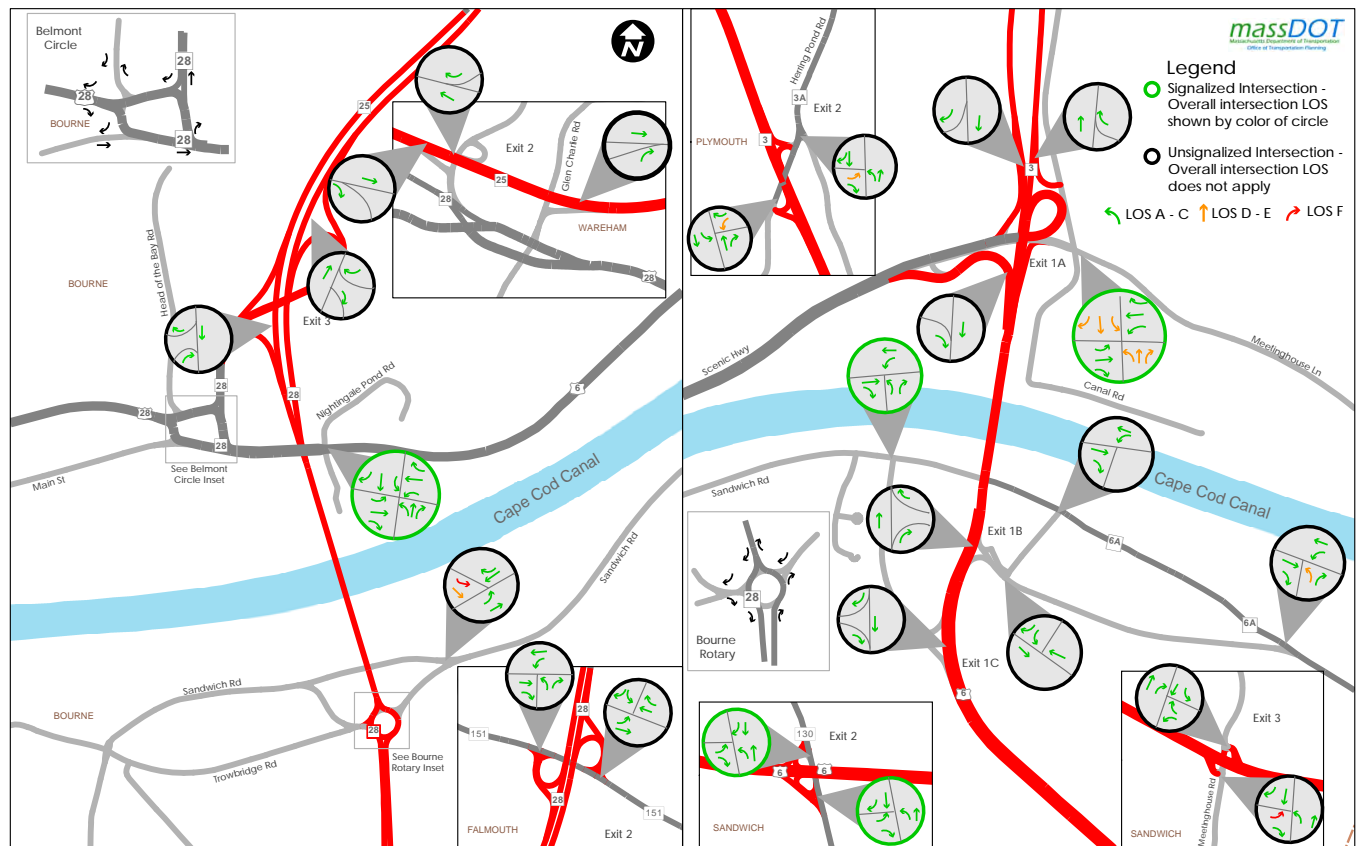 Belmont
Circle
28
28
BOURNE
28
N
25
Exit 2
Glen Charlie Rd
25
28
WAREHAM
28
Head of the Bay Rd
BOURNE
Exit 3
28
28
28
28
Nightingale Pond Rd
6
Main St
See Belmont
Circle Inset
Cape Cod Canal
Sandwich Rd
Sandwich Rd
BOURNE
28
See Bourne
Rotary Inset
Trowbridge Rd
151
28
28
151
FALMOUTH
Exit 2
Herring Pond Rd
3A
Exit 2
PLYMOUTH
3
massDOT
Massachusetts Department of Transportation
Office of Transportation Planning
Legend
Signalized Intersection -
Overall intersection LOS
shown by color of circle
Unsignalized Intersection -
Overall intersection LOS
does not apply
LOS A - C
LOS D - E
LOS F
3
Exit 1A
Scenic Hwy
Meetinghouse Ln
Canal Rd
Sandwich Rd
Cape Cod Canal
Exit 1B
6A
6A
28
Bourne
Rotary
Exit 1C
6
130
Exit 2
6
6
SANDWICH
Exit 3
Meetinghouse Rd
SANDWICH